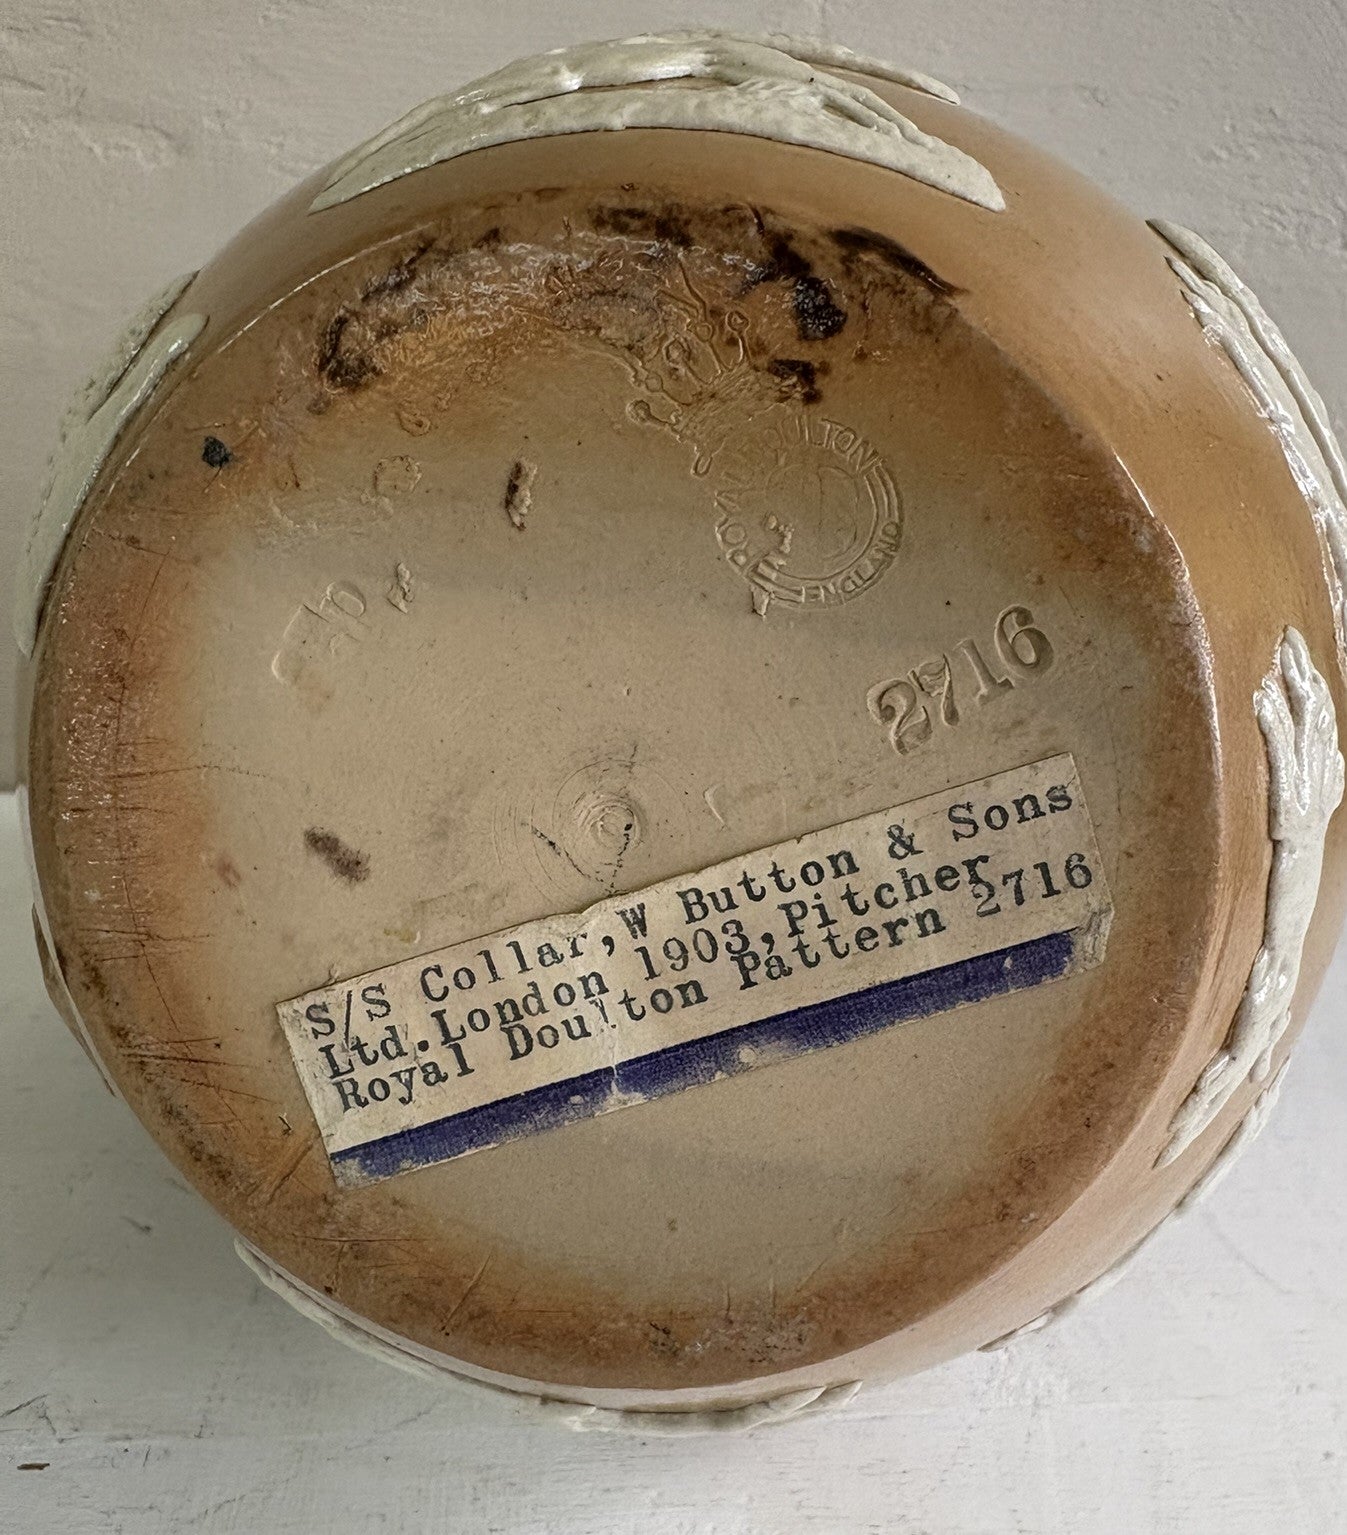 ROYAL DOULTON
ENGLAND
2716
S/S Collar, W Button & Sons
Ltd. London 1903, Pitcher
Royal Doulton Pattern 2716